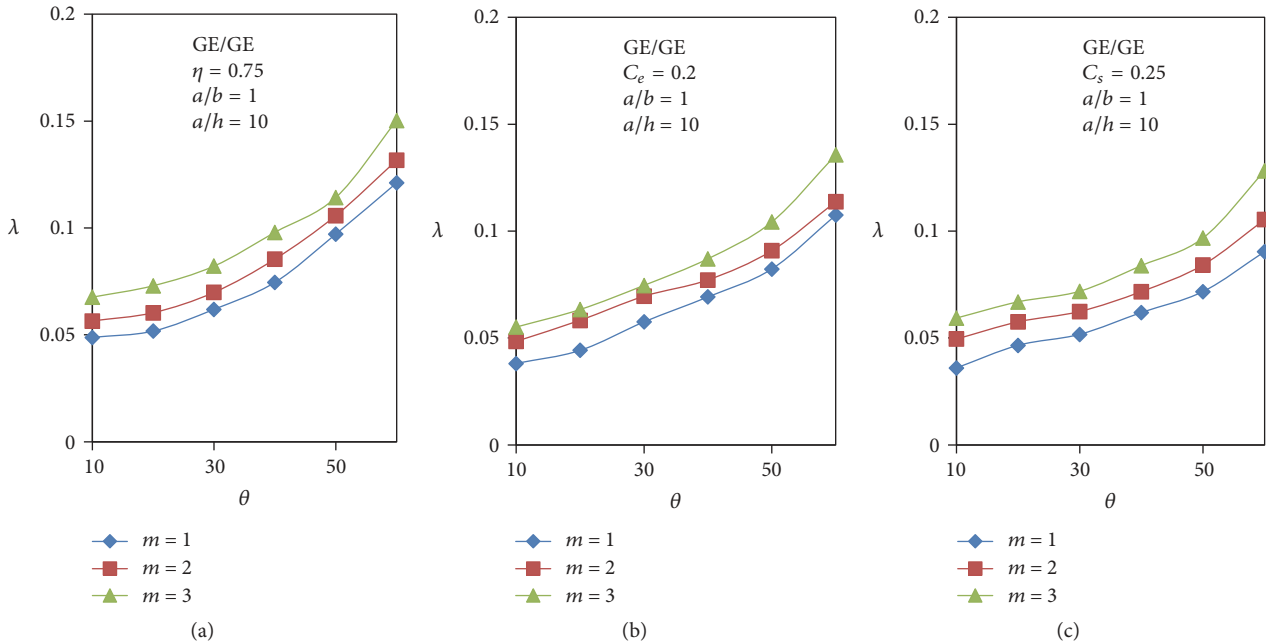 0.2
0.15
0.1
0.05
0
λ
GE/GE
η = 0.75
a/b = 1
a/h = 10
10
30
50
θ
m = 1
m = 2
m = 3
(a)
0.2
0.15
0.1
0.05
0
λ
GE/GE
C_e = 0.2
a/b = 1
a/h = 10
10
30
50
θ
m = 1
m = 2
m = 3
(b)
0.2
0.15
0.1
0.05
0
λ
GE/GE
C_s = 0.25
a/b = 1
a/h = 10
10
30
50
θ
m = 1
m = 2
m = 3
(c)